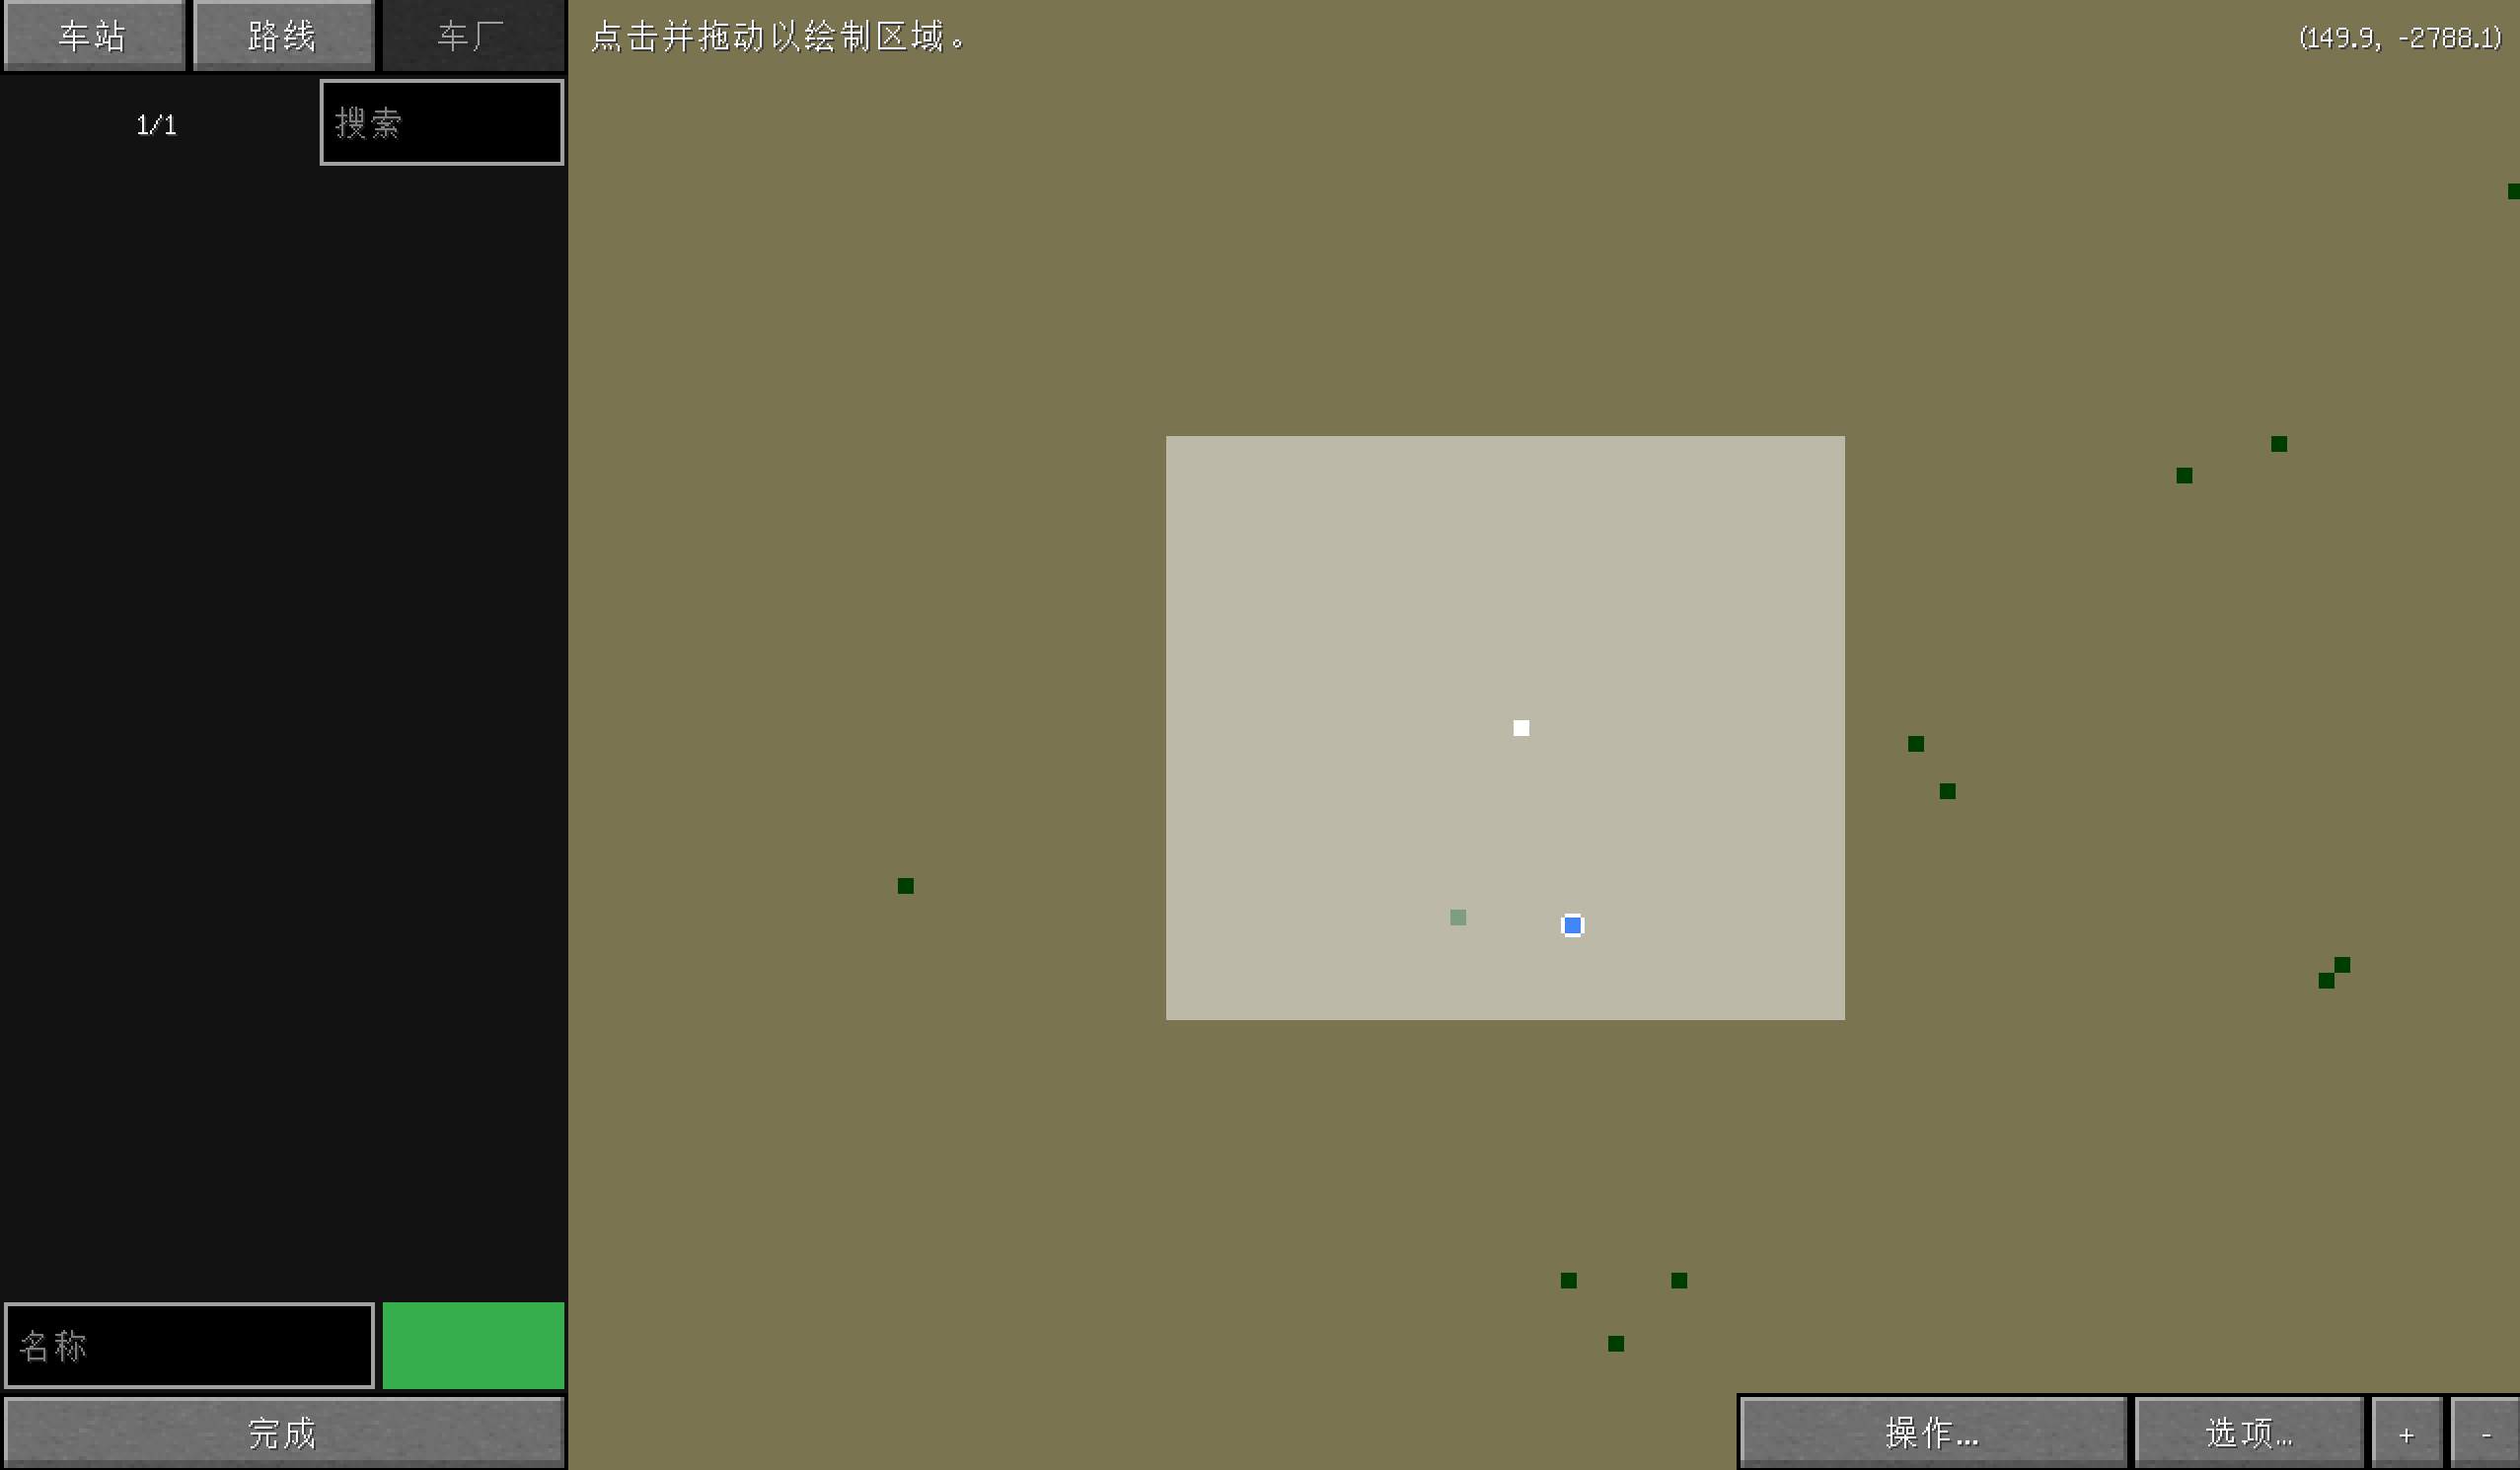 车站 路线 车厂
点击并拖动以绘制区域。
(149.9, -2788.1)
1/1
搜索
名称
完成
操作...
选项...
+
-